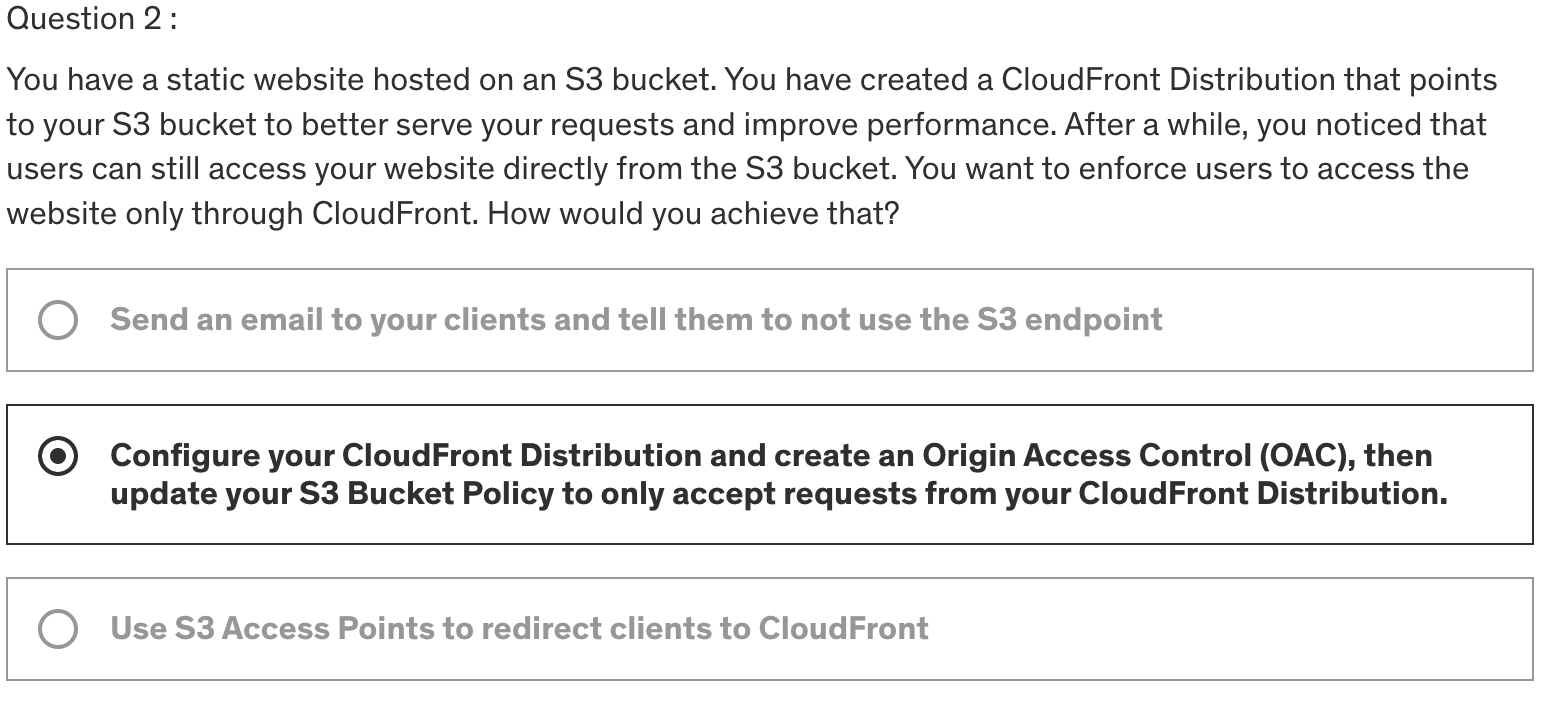 Question 2 :
You have a static website hosted on an S3 bucket. You have created a CloudFront Distribution that points
to your S3 bucket to better serve your requests and improve performance. After a while, you noticed that
users can still access your website directly from the S3 bucket. You want to enforce users to access the
website only through CloudFront. How would you achieve that?
Send an email to your clients and tell them to not use the S3 endpoint
Configure your CloudFront Distribution and create an Origin Access Control (OAC), then
update your S3 Bucket Policy to only accept requests from your CloudFront Distribution.
Use S3 Access Points to redirect clients to CloudFront